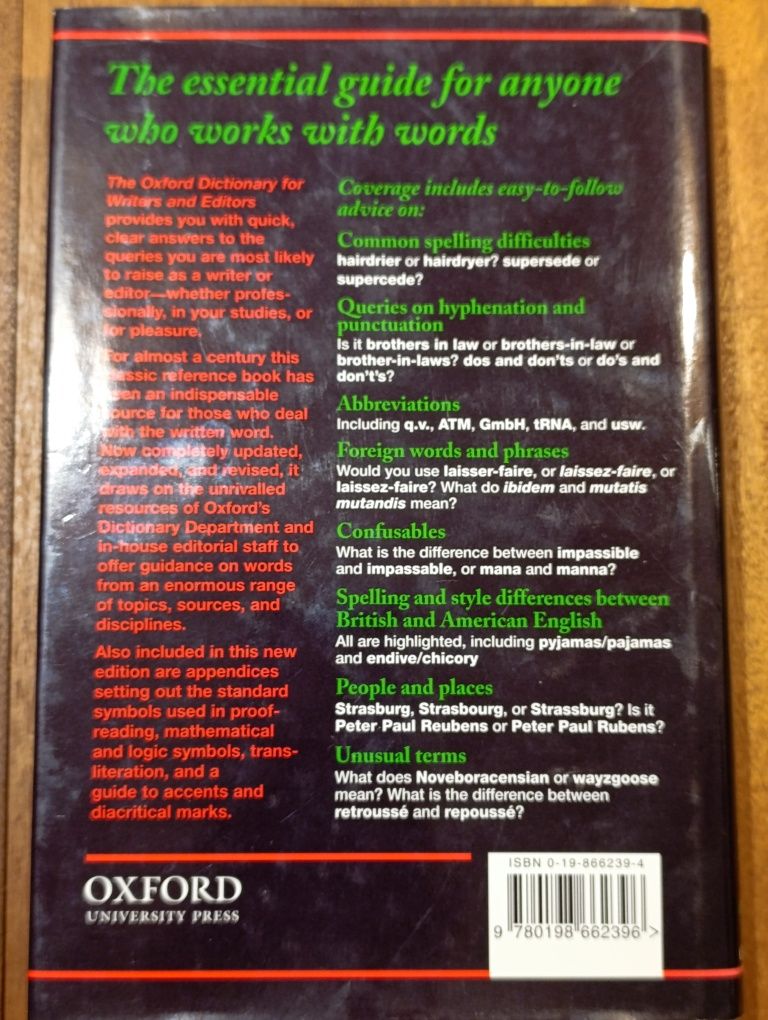 The essential guide for anyone
who works with words
The Oxford Dictionary for
Writers and Editors
provides you with quick,
clear answers to the
queries you are most likely
to raise as a writer or
editor—whether profes-
sionally, in your studies, or
for pleasure.
For almost a century this
classic reference book has
been an indispensable
source for those who deal
with the written word.
Now completely updated,
expanded, and revised, it
draws on the unrivalled
resources of Oxford's
Dictionary Department and
in-house editorial staff to
offer guidance on words
from an enormous range
of topics, sources, and
disciplines.
Also included in this new
edition are appendices
setting out the standard
symbols used in proof-
reading, mathematical
and logic symbols, trans-
literation, and a
guide to accents and
diacritical marks.
Coverage includes easy-to-follow
advice on:
Common spelling difficulties
hairdrier or hairdryer? supersede or
supercede?
Queries on hyphenation and
punctuation
Is it brothers in law or brothers-in-law or
brother-in-laws? dos and don'ts or do's and
don't's?
Abbreviations
Including q.v., ATM, GmbH, tRNA, and usw.
Foreign words and phrases
Would you use laisser-faire, or laissez-faire, or
laissez-faire? What do ibidem and mutatis
mutandis mean?
Confusables
What is the difference between impassible
and impassable, or mana and manna?
Spelling and style differences between
British and American English
All are highlighted, including pyjamas/pajamas
and endive/chicory
People and places
Strasburg, Strasbourg, or Strassburg? Is it
Peter Paul Reubens or Peter Paul Rubens?
Unusual terms
What does Noveboracensian or wayzgoose
mean? What is the difference between
retroussé and repoussé?
OXFORD
UNIVERSITY PRESS
ISBN 0-19-866239-4
9 780198 662396 >